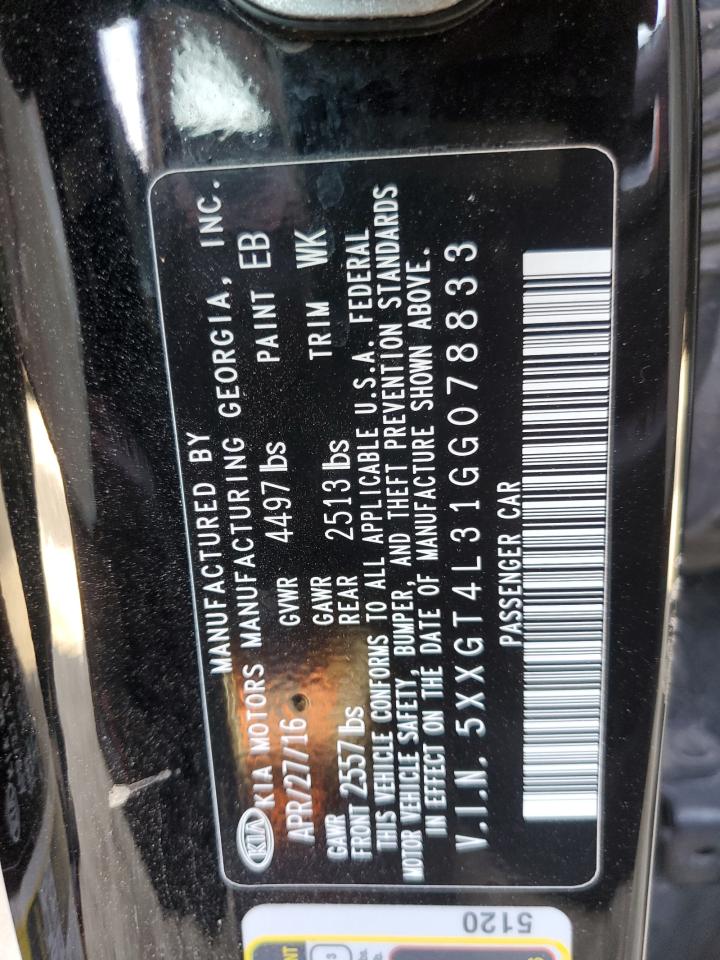 MANUFACTURED BY
KIA KIA MOTORS MANUFACTURING GEORGIA, INC.
APR/27/16 GVWR 4497 lbs PAINT EB
GAWR GAWR
FRONT 2557 lbs REAR 2513 lbs TRIM WK
THIS VEHICLE CONFORMS TO ALL APPLICABLE U.S.A. FEDERAL
MOTOR VEHICLE SAFETY, BUMPER, AND THEFT PREVENTION STANDARDS
IN EFFECT ON THE DATE OF MANUFACTURE SHOWN ABOVE.
V.I.N. 5XXGT4L31GG078833
PASSENGER CAR
5120